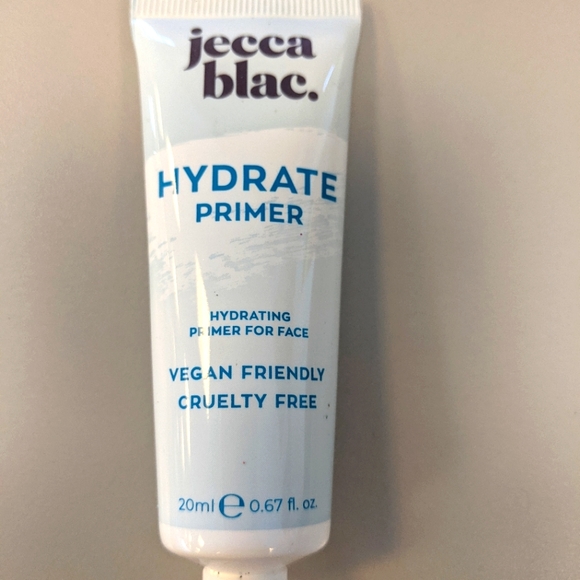 jecca
blac.
HYDRATE
PRIMER
HYDRATING
PRIMER FOR FACE
VEGAN FRIENDLY
CRUELTY FREE
20ml ℮ 0.67 fl. oz.